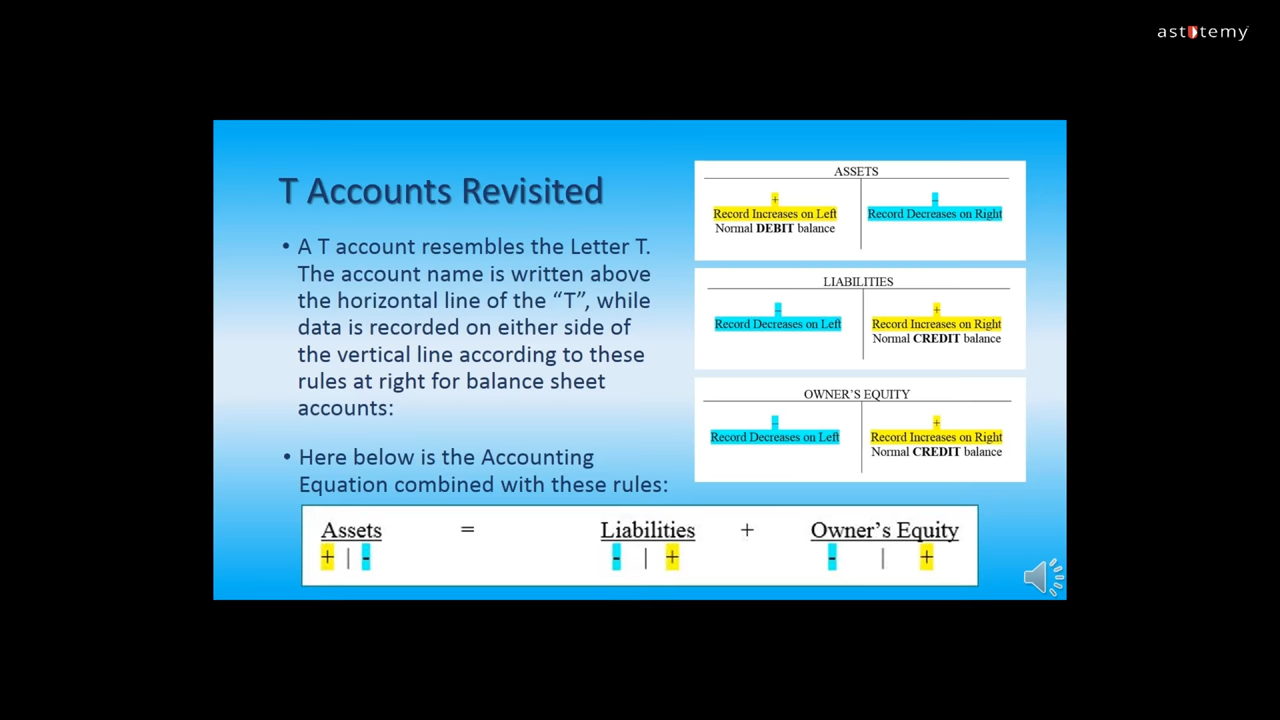 astutemy
T Accounts Revisited
• A T account resembles the Letter T.
The account name is written above
the horizontal line of the “T”, while
data is recorded on either side of
the vertical line according to these
rules at right for balance sheet
accounts:
• Here below is the Accounting
Equation combined with these rules:
ASSETS
+ –
Record Increases on Left Record Decreases on Right
Normal DEBIT balance
LIABILITIES
– +
Record Decreases on Left Record Increases on Right
Normal CREDIT balance
OWNER’S EQUITY
– +
Record Decreases on Left Record Increases on Right
Normal CREDIT balance
Assets = Liabilities + Owner’s Equity
+ | - - | + - | +